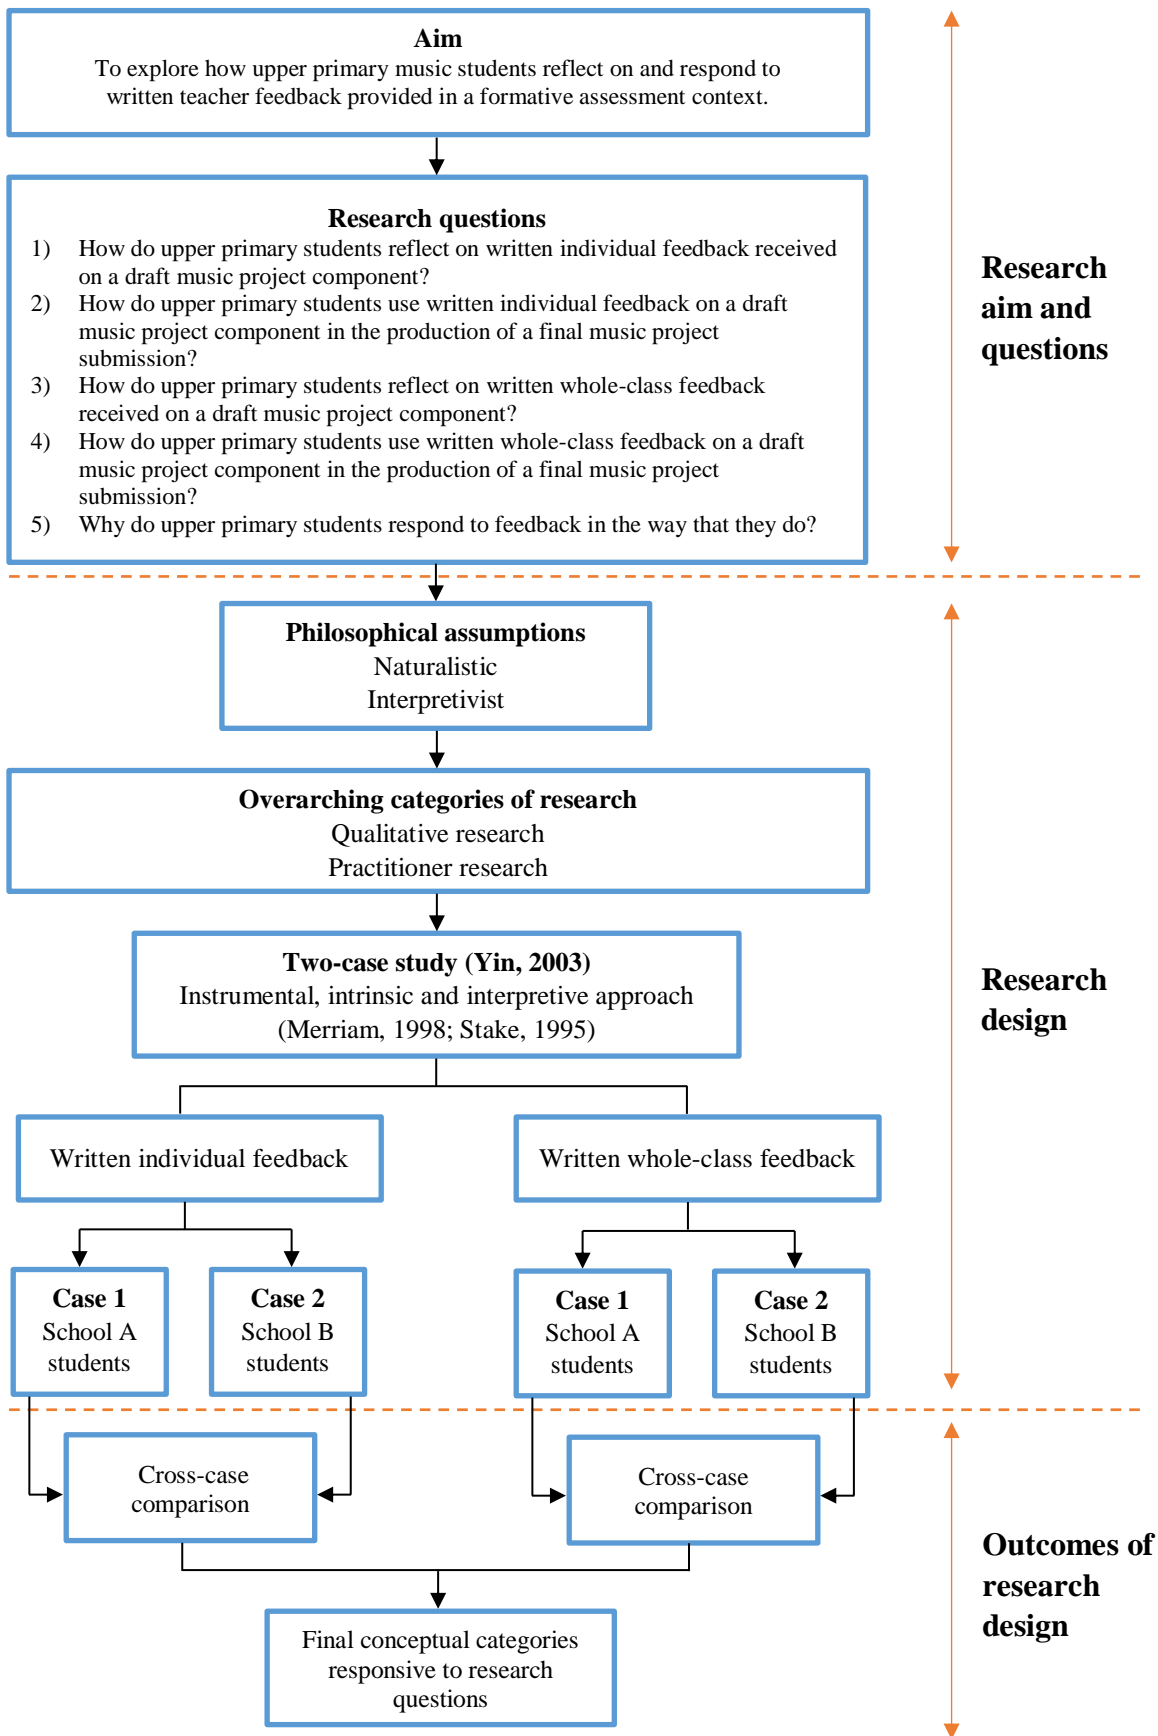 Aim
To explore how upper primary music students reflect on and respond to
written teacher feedback provided in a formative assessment context.
Research questions
1) How do upper primary students reflect on written individual feedback received
on a draft music project component?
2) How do upper primary students use written individual feedback on a draft
music project component in the production of a final music project
submission?
3) How do upper primary students reflect on written whole-class feedback
received on a draft music project component?
4) How do upper primary students use written whole-class feedback on a draft
music project component in the production of a final music project
submission?
5) Why do upper primary students respond to feedback in the way that they do?
Research
aim and
questions
Philosophical assumptions
Naturalistic
Interpretivist
Overarching categories of research
Qualitative research
Practitioner research
Two-case study (Yin, 2003)
Instrumental, intrinsic and interpretive approach
(Merriam, 1998; Stake, 1995)
Research
design
Written individual feedback
Written whole-class feedback
Case 1
School A
students
Case 2
School B
students
Case 1
School A
students
Case 2
School B
students
Cross-case
comparison
Cross-case
comparison
Final conceptual categories
responsive to research
questions
Outcomes of
research
design